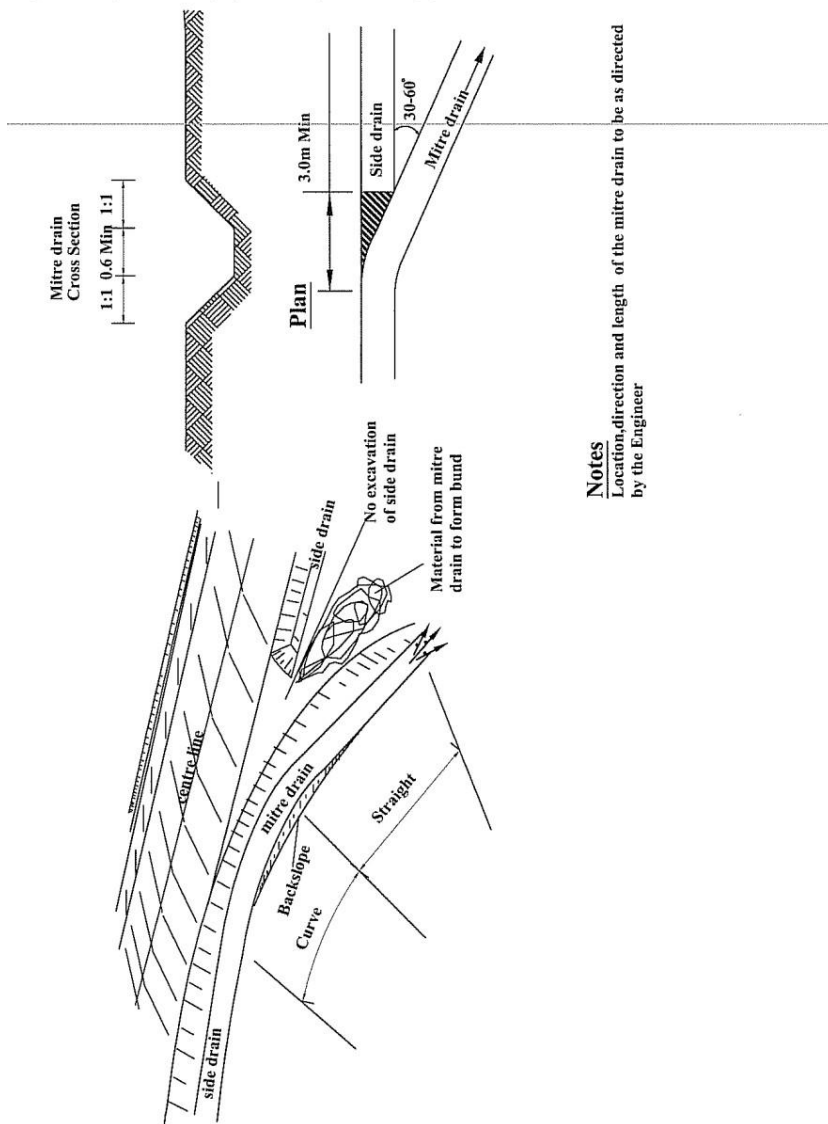 Mitre drain
Cross Section
1:1 0.6 Min 1:1
Plan
3.0m Min
Side drain
30-60°
Mitre drain
centre line
side drain
No excavation
of side drain
Material from mitre
drain to form bund
mitre drain
Backslope
Straight
Curve
side drain
Notes
Location,direction and length of the mitre drain to be as directed
by the Engineer